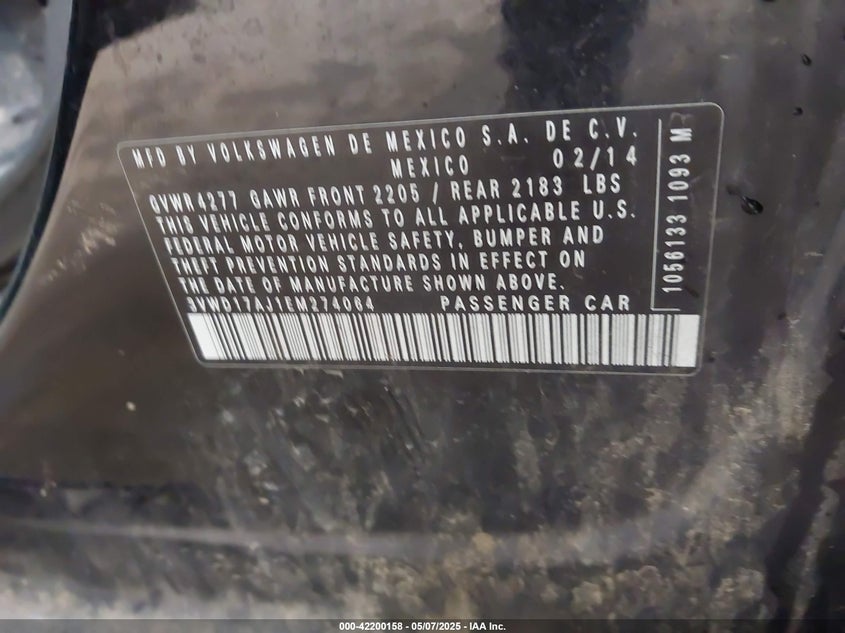 MFD BY VOLKSWAGEN DE MEXICO S.A. DE C.V.
MEXICO 02/14
GVWR 4277 GAWR FRONT 2205 / REAR 2183 LBS
THIS VEHICLE CONFORMS TO ALL APPLICABLE U.S.
FEDERAL MOTOR VEHICLE SAFETY, BUMPER AND
THEFT PREVENTION STANDARDS IN EFFECT ON
THE DATE OF MANUFACTURE SHOWN ABOVE.
3VWD17AJ1EM274064 PASSENGER CAR
1056133 1093 M
000-42200158 - 05/07/2025 - IAA Inc.